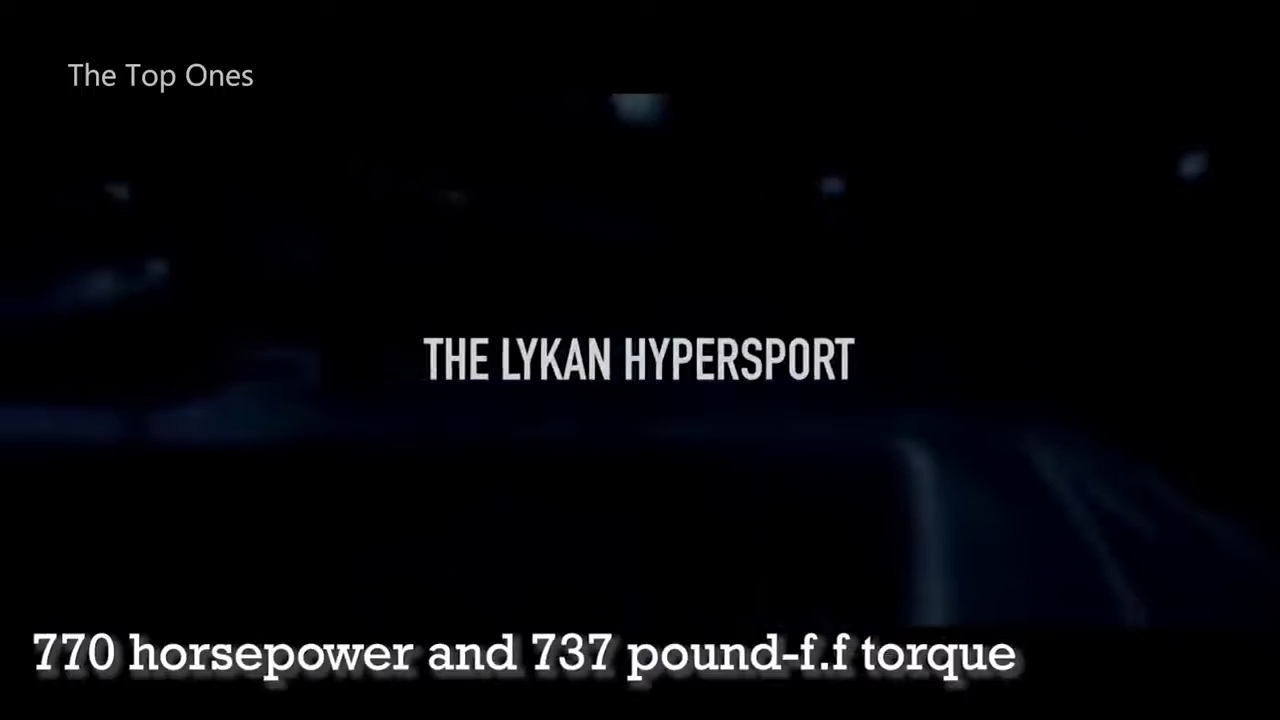 The Top Ones
THE LYKAN HYPERSPORT
770 horsepower and 737 pound-f.f torque